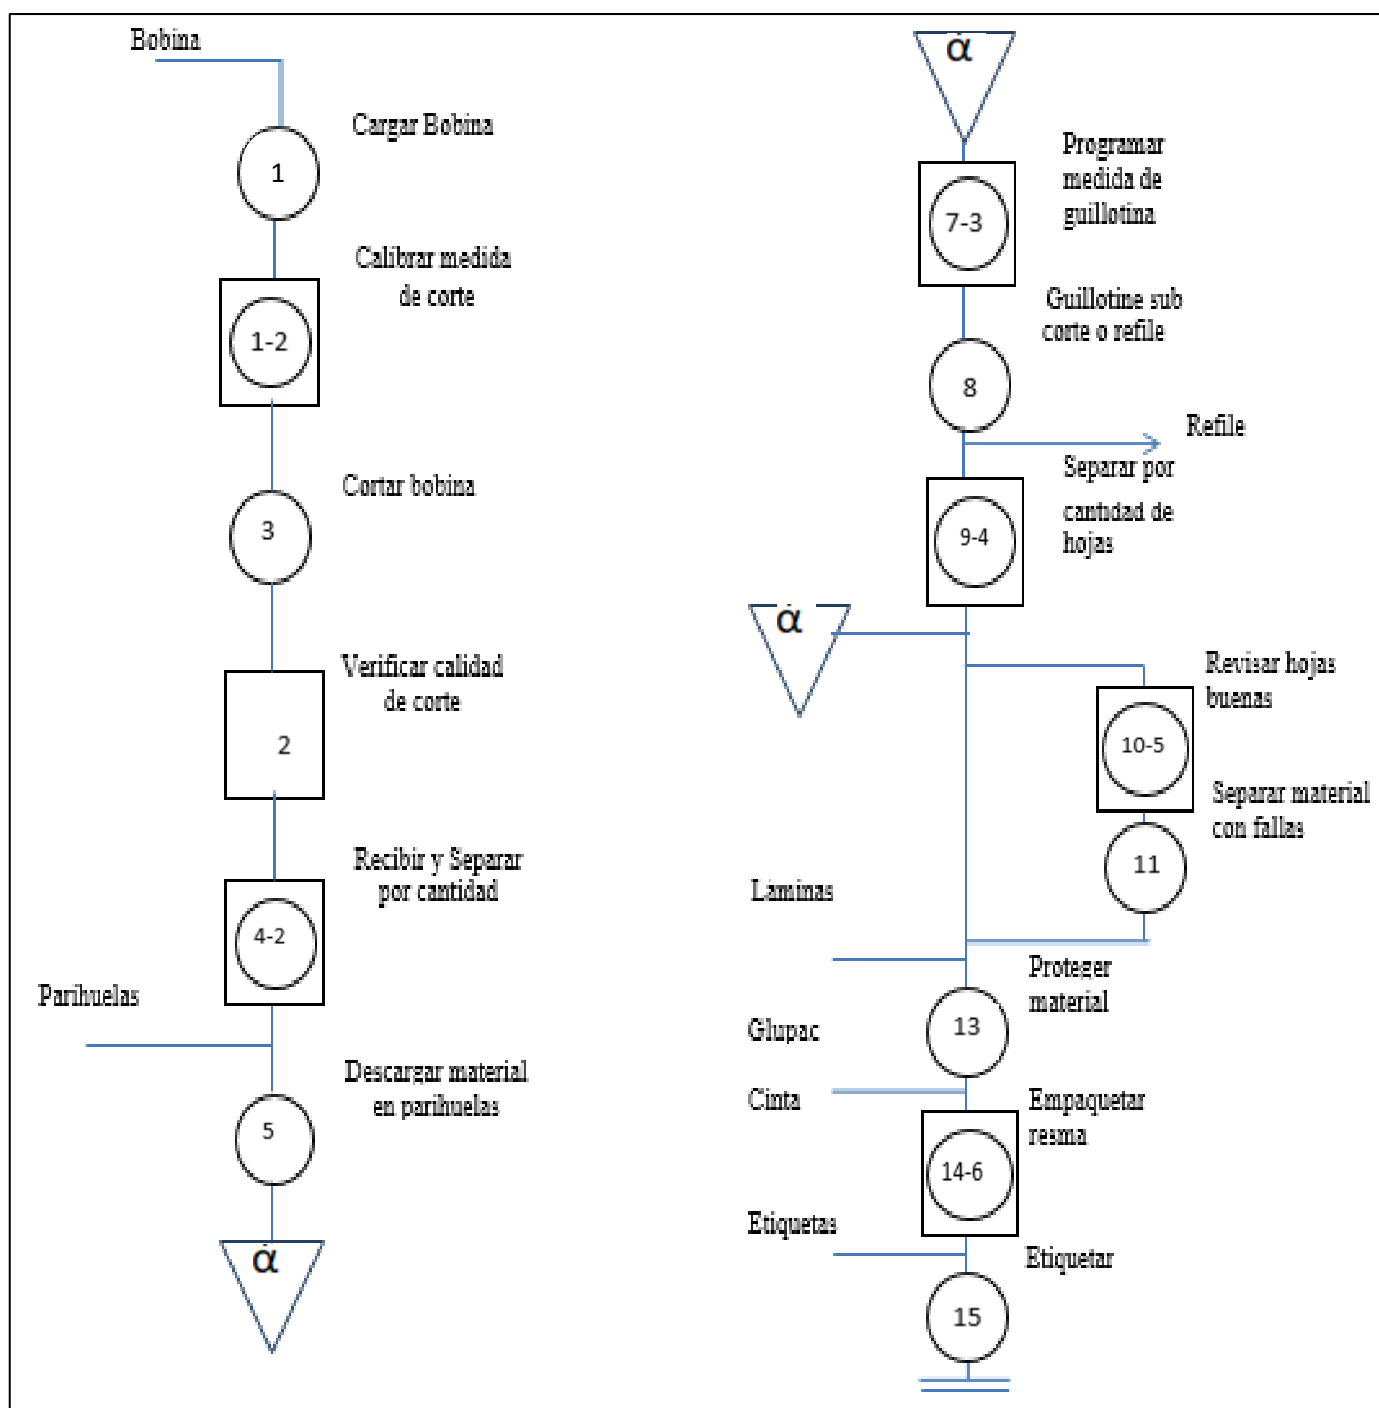 Bobina
Cargar Bobina
1
Calibrar medida
de corte
1-2
Cortar bobina
3
Verificar calidad
de corte
2
Recibir y Separar
por cantidad
4-2
Parihuelas
Descargar material
en parihuelas
5
ά
ά
Programar
medida de
guillotina
7-3
Guillotine sub
corte o refile
8
Refile
Separar por
cantidad de
hojas
9-4
ά
Revisar hojas
buenas
10-5
Separar material
con fallas
11
Láminas
Proteger
material
13
Glupac
Cinta
Empaquetar
resma
14-6
Etiquetas
Etiquetar
15